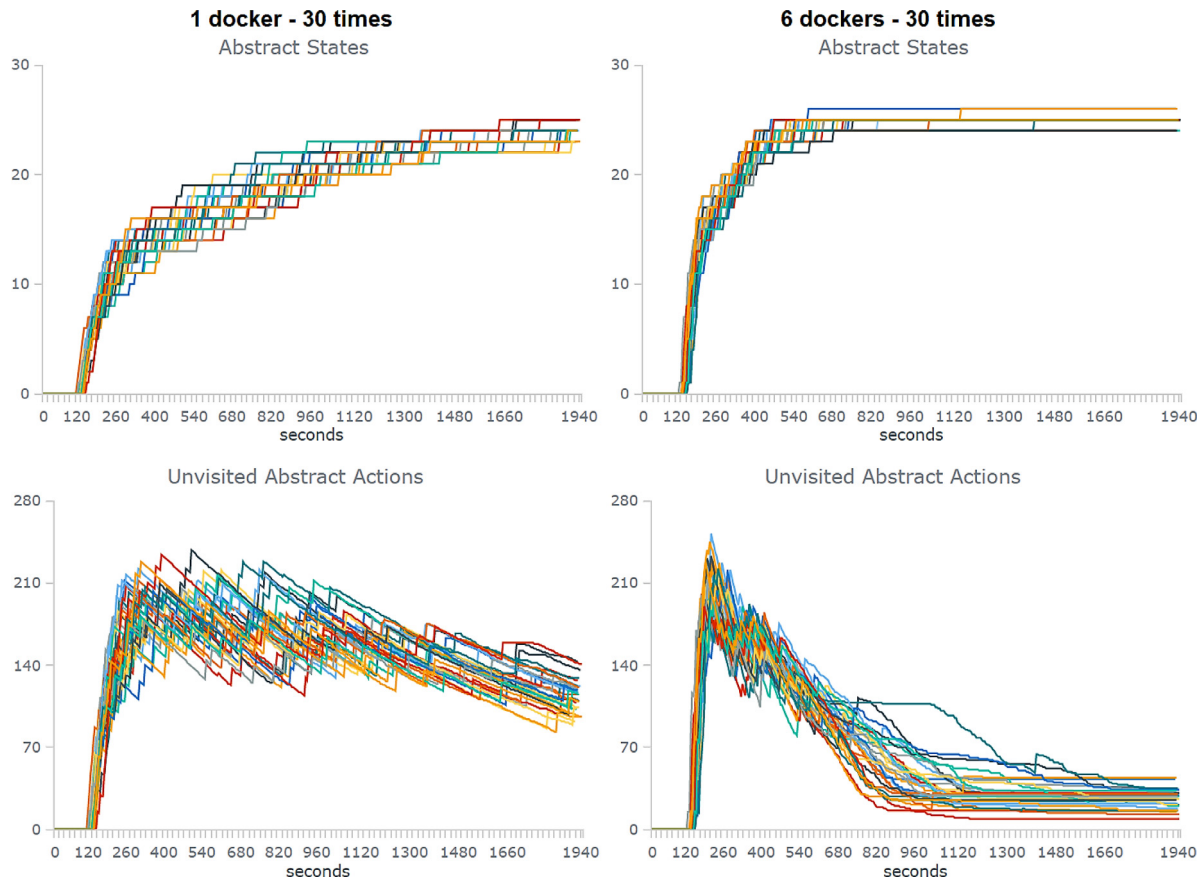 1 docker - 30 times
Abstract States
30
20
10
0
0 120 260 400 540 680 820 960 1120 1300 1480 1660 1940
seconds
6 dockers - 30 times
Abstract States
30
20
10
0
0 120 260 400 540 680 820 960 1120 1300 1480 1660 1940
seconds
Unvisited Abstract Actions
280
210
140
70
0
0 120 260 400 540 680 820 960 1120 1300 1480 1660 1940
seconds
Unvisited Abstract Actions
280
210
140
70
0
0 120 260 400 540 680 820 960 1120 1300 1480 1660 1940
seconds